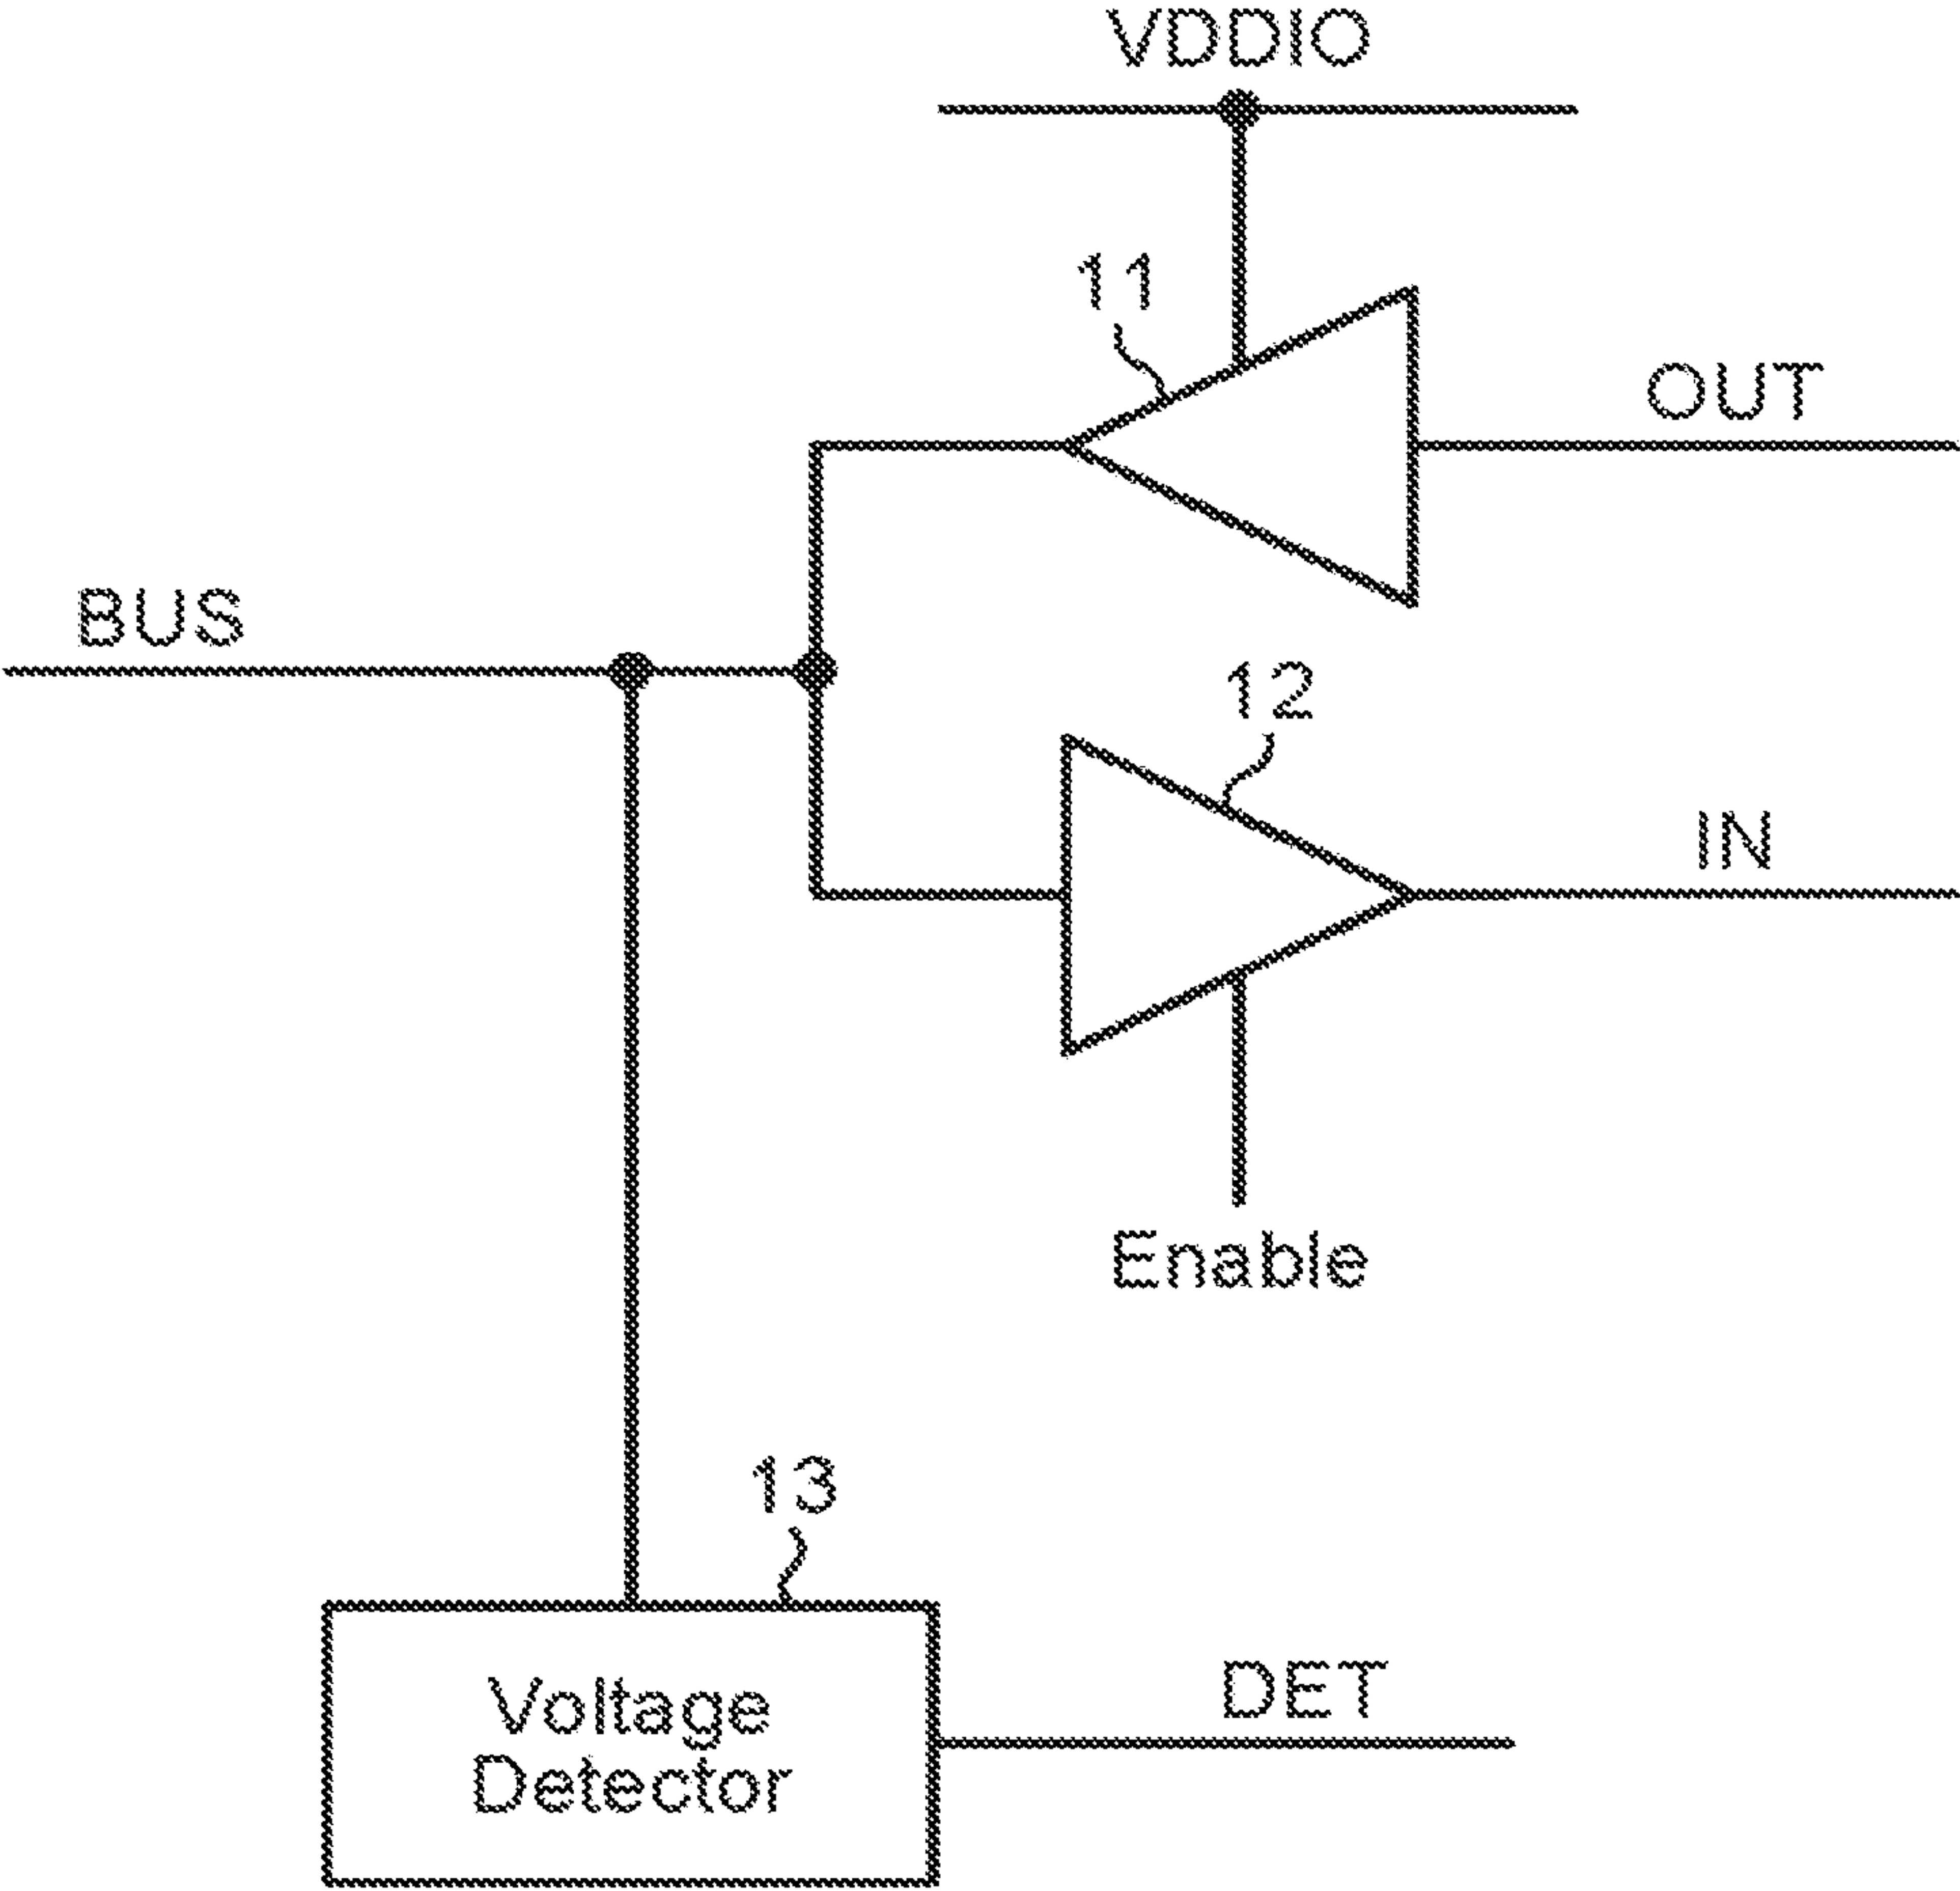 VDDIO
11
OUT
BUS
12
IN
Enable
13
Voltage
Detector
DET